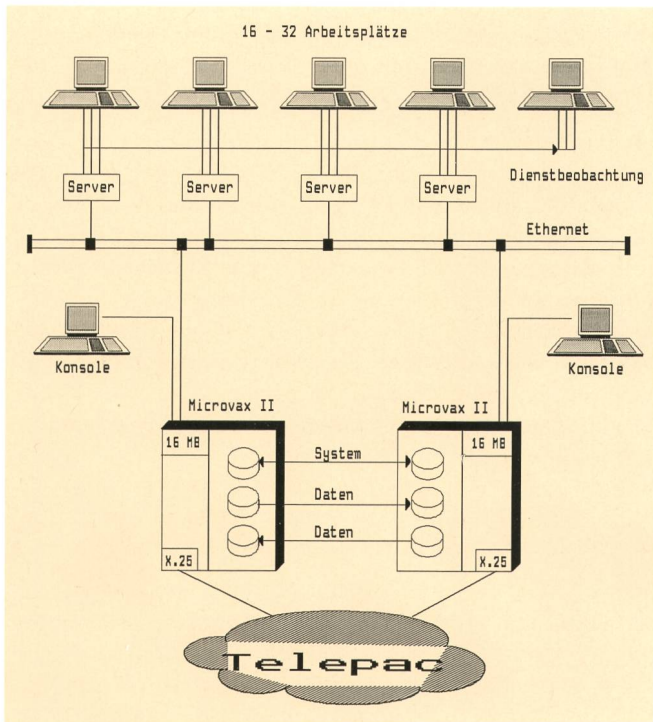 16 - 32 Arbeitsplätze
Server
Server
Server
Server
Dienstbeobachtung
Ethernet
Konsole
Konsole
Microvax II
Microvax II
16 MB
System
16 MB
Daten
Daten
X.25
X.25
Telepac